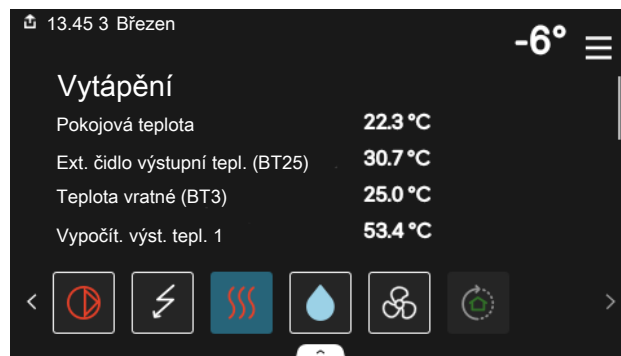 13.45 3 Březen
-6°
Vytápění
Pokojová teplota 22.3 °C
Ext. čidlo výstupní tepl. (BT25) 30.7 °C
Teplota vratné (BT3) 25.0 °C
Vypočít. výst. tepl. 1 53.4 °C